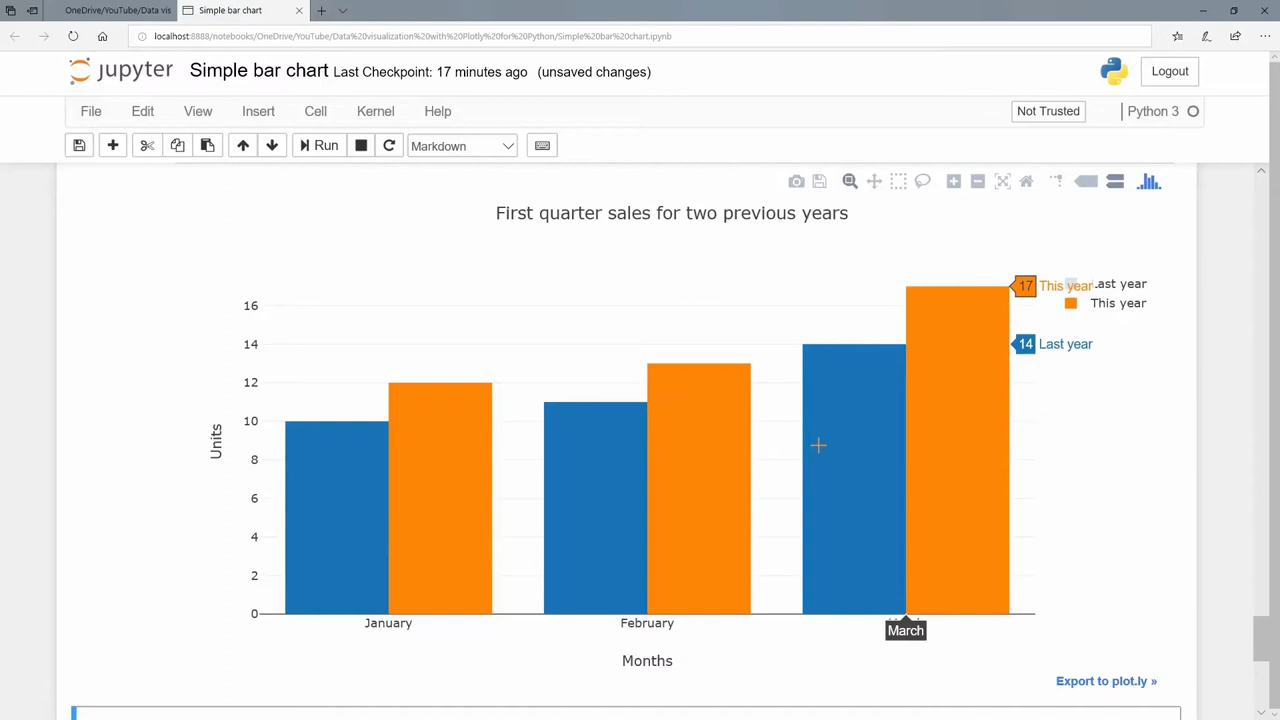 OneDrive/YouTube/Data vis
Simple bar chart
localhost:8888/notebooks/OneDrive/YouTube/Data%20visualization%20with%20Plotly%20for%20Python/Simple%20bar%20chart.ipynb
jupyter Simple bar chart Last Checkpoint: 17 minutes ago (unsaved changes)
Logout
File Edit View Insert Cell Kernel Help
Not Trusted
Python 3
Run
Markdown
First quarter sales for two previous years
17 This year
Last year
This year
14 Last year
16
14
12
10
8
6
4
2
0
Units
January February March
Months
Export to plot.ly »